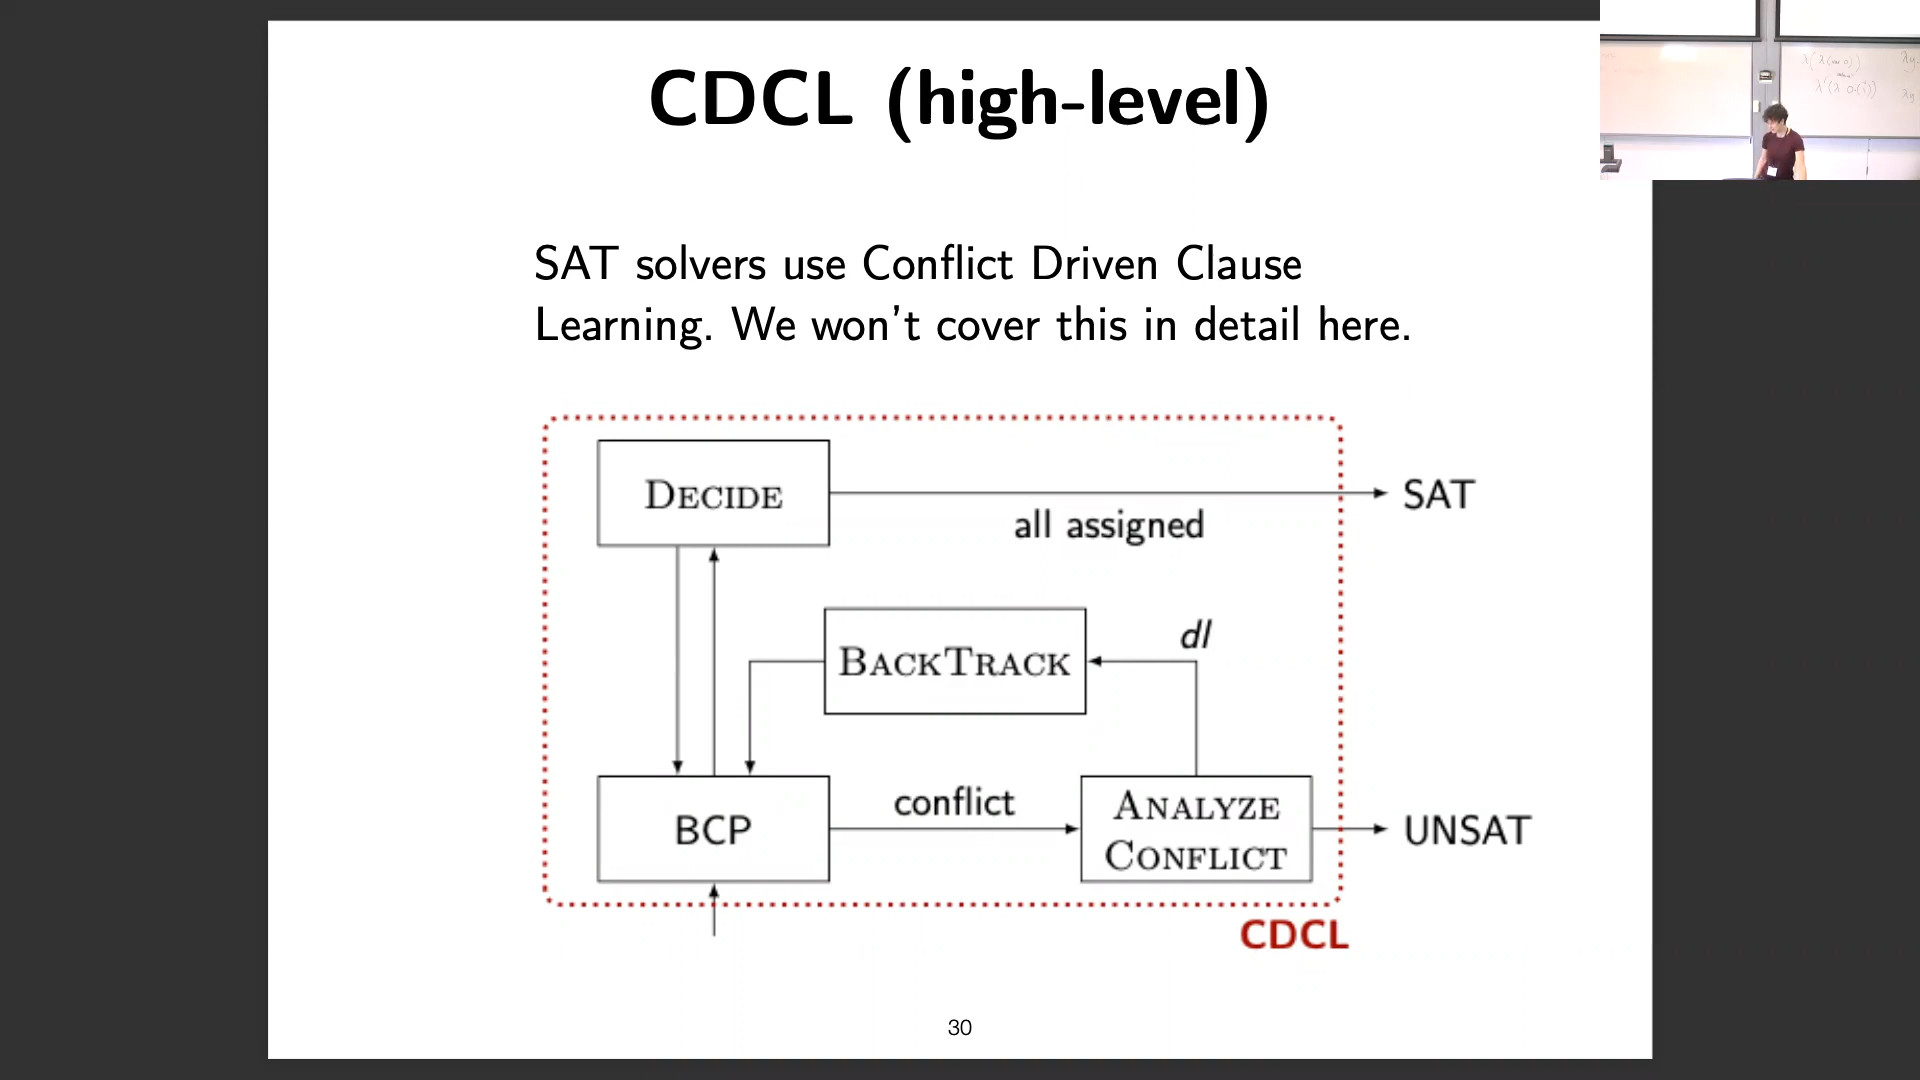 CDCL (high-level)
SAT solvers use Conflict Driven Clause
Learning. We won't cover this in detail here.
DECIDE
SAT
all assigned
dl
BACKTRACK
conflict
BCP
ANALYZE
CONFLICT
UNSAT
CDCL
30